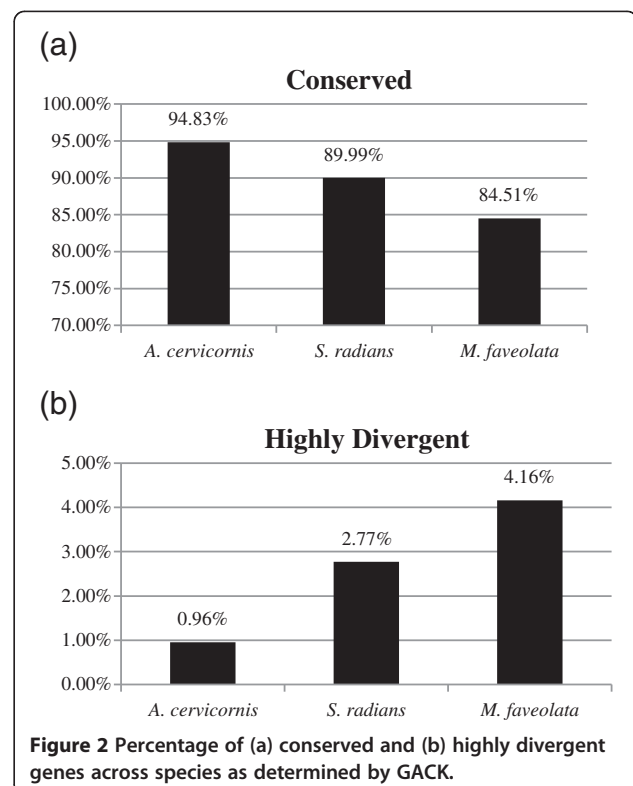 (a)
Conserved
100.00%
95.00%
90.00%
85.00%
80.00%
75.00%
70.00%
94.83%
89.99%
84.51%
A. cervicornis
S. radians
M. faveolata
(b)
Highly Divergent
5.00%
4.00%
3.00%
2.00%
1.00%
0.00%
0.96%
2.77%
4.16%
A. cervicornis
S. radians
M. faveolata
Figure 2 Percentage of (a) conserved and (b) highly divergent
genes across species as determined by GACK.